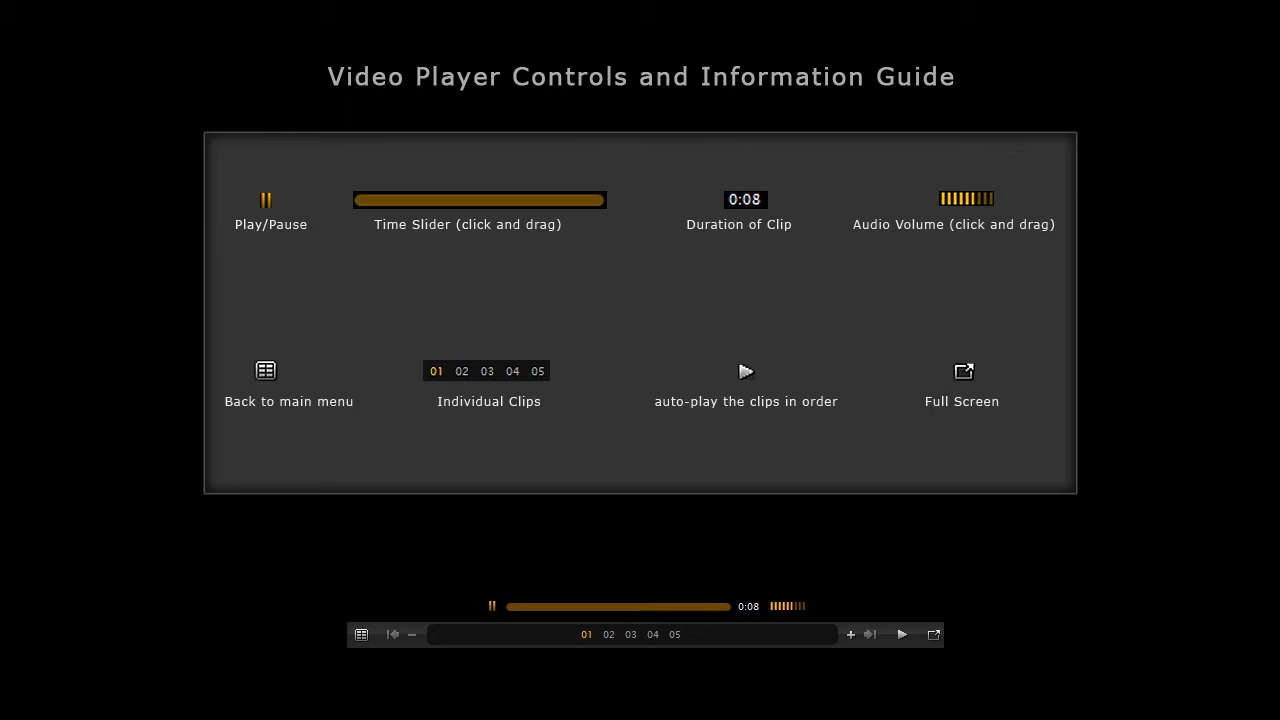 Video Player Controls and Information Guide
0:08
Play/Pause
Time Slider (click and drag)
Duration of Clip
Audio Volume (click and drag)
01 02 03 04 05
Back to main menu
Individual Clips
auto-play the clips in order
Full Screen
0:08
01 02 03 04 05